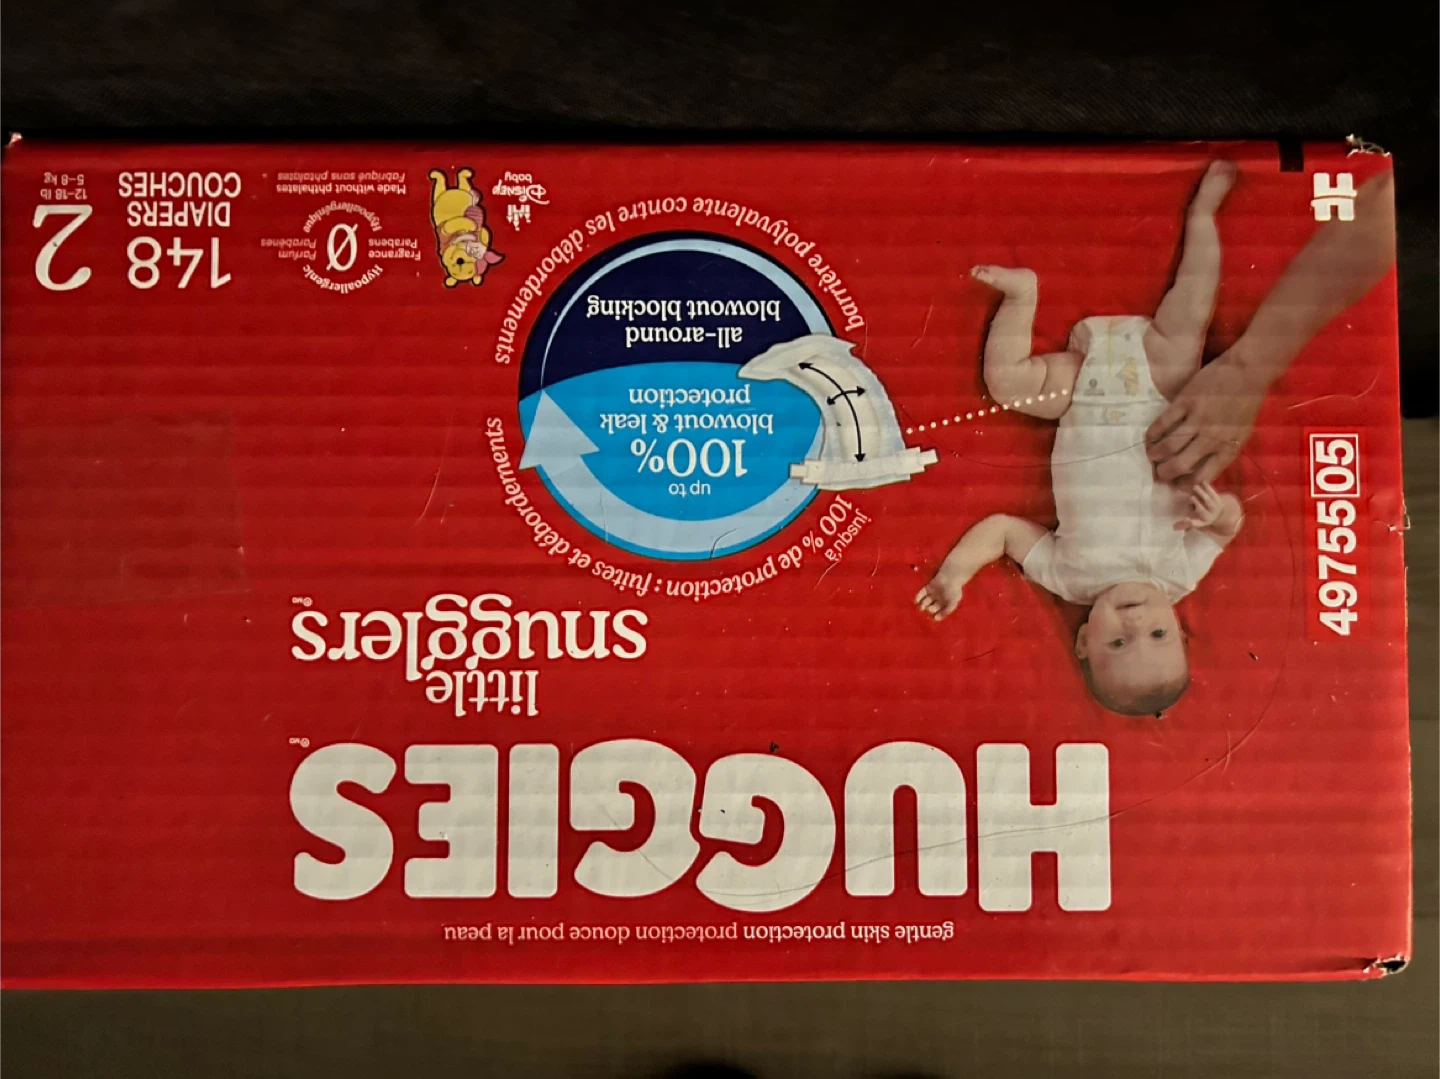 gentle skin protection douce pour la peau
HUGGIES
®MD
little
snugglers
®MD
jusqu'à
100 % de protection : fuites et débordements
up to
100%
blowout & leak
protection
all-around
blowout blocking
barrière polyvalente contre les débordements
49755 05
H
Disney
baby
Hypoallergenic
Fragrance
Parabens
Ø
Parfum
Parabènes
Hypoallergénique
Made without phthalates
Fabriqué sans phtalates
148
DIAPERS
COUCHES
2
12-18 lb
5-8 kg